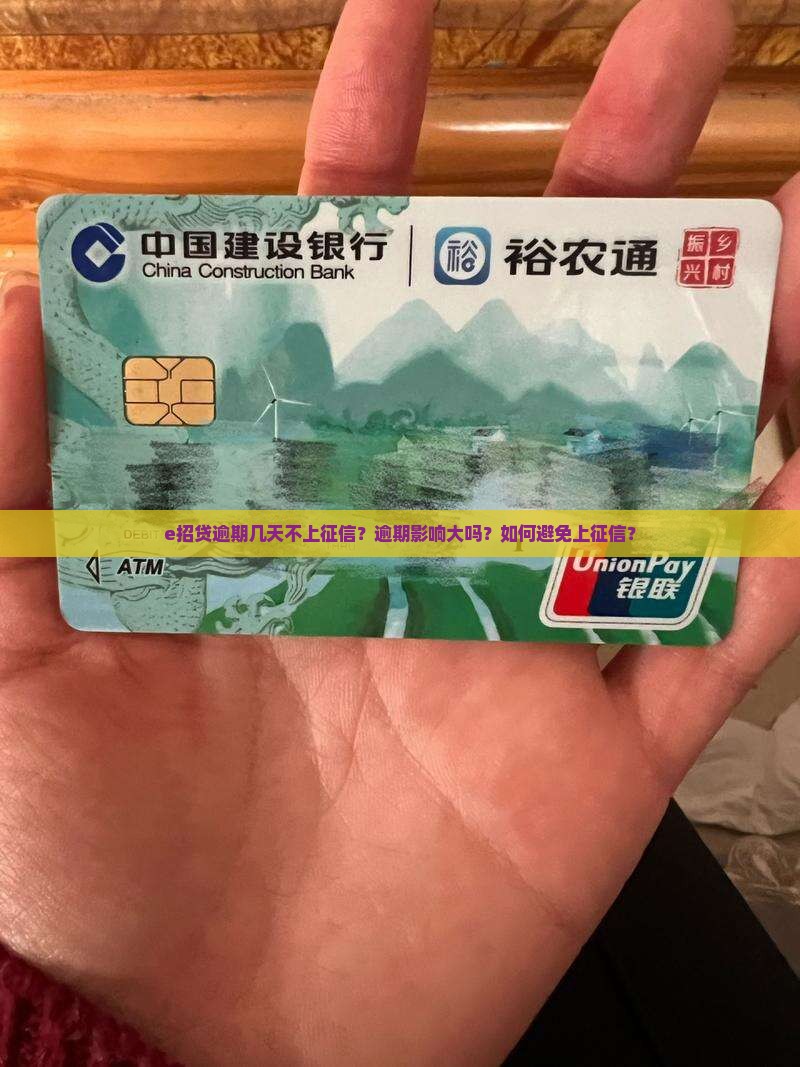 中国建设银行
China Construction Bank
裕
裕农通
振乡
兴村
DEBIT
e招贷逾期几天不上征信？逾期影响大吗？如何避免上征信？
ATM
UnionPay
银联